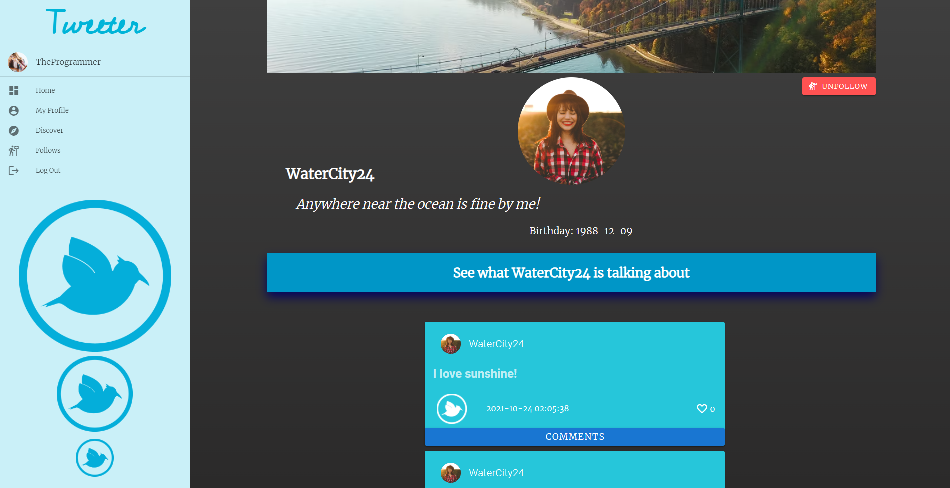 Tweeter
TheProgrammer
Home
My Profile
Discover
Follows
Log Out
UNFOLLOW
WaterCity24
Anywhere near the ocean is fine by me!
Birthday: 1988-12-09
See what WaterCity24 is talking about
WaterCity24
I love sunshine!
2021-10-24 02:05:38
0
COMMENTS
WaterCity24